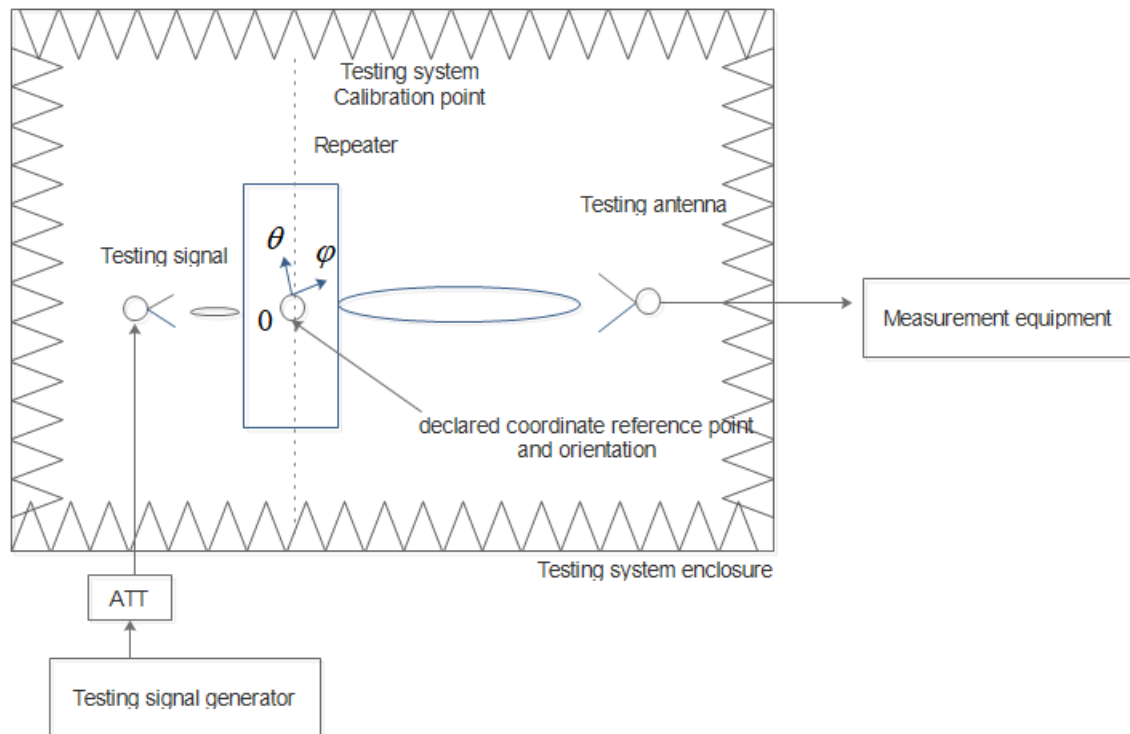 Testing system
Calibration point
Repeater
Testing antenna
θ
φ
Testing signal
0
Measurement equipment
declared coordinate reference point
and orientation
Testing system enclosure
ATT
Testing signal generator